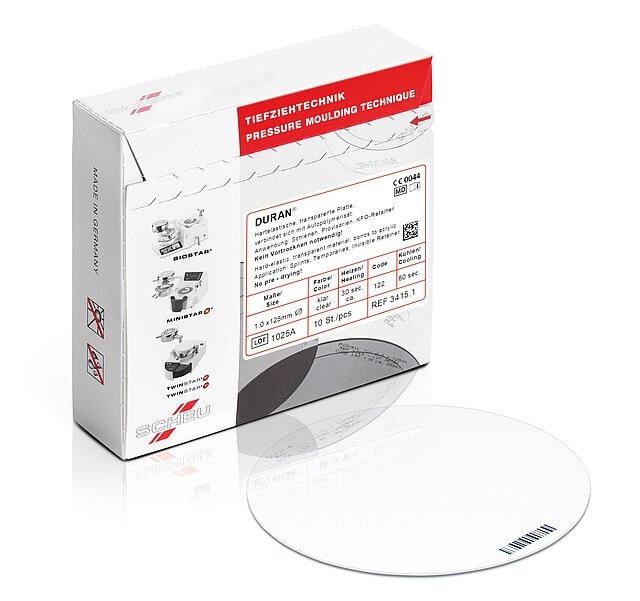 SCHEU
TIEFZIEHTECHNIK
PRESSURE MOULDING TECHNIQUE
MADE IN GERMANY
BIOSTAR®
MINISTAR
TWINSTAR®
TWINSTAR®
SCHEU
CE 0044
MD
DURAN®
Hartelastische, transparente Platte,
verbindet sich mit Autopolymerisat.
Anwendung: Schienen, Provisorien, KFO-Retainer
Kein Vortrocknen notwendig!
Hard-elastic, transparent material, bonds to acrylic
Application: Splints, Temporaries, Invisible Retainer
No pre - drying!
Maße/ Size
Farbe/ Color
Heizen/ Heating
Code
Kühlen/ Cooling
1.0 x 125mm Ø
klar clear
30 sec. ca.
122
60 sec.
LOT 1025A
10 St./pcs
REF 3415.1